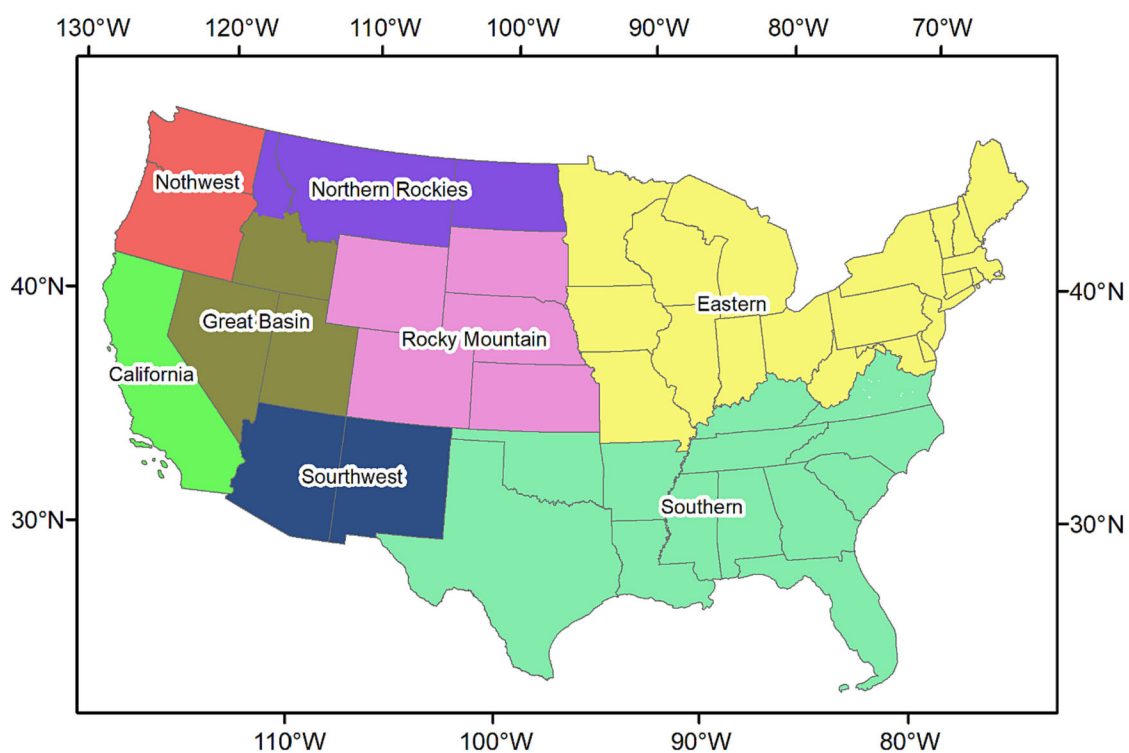 130°W 120°W 110°W 100°W 90°W 80°W 70°W
Nothwest
Northern Rockies
40°N
40°N
Eastern
Great Basin
Rocky Mountain
California
Sourthwest
Southern
30°N
30°N
110°W 100°W 90°W 80°W